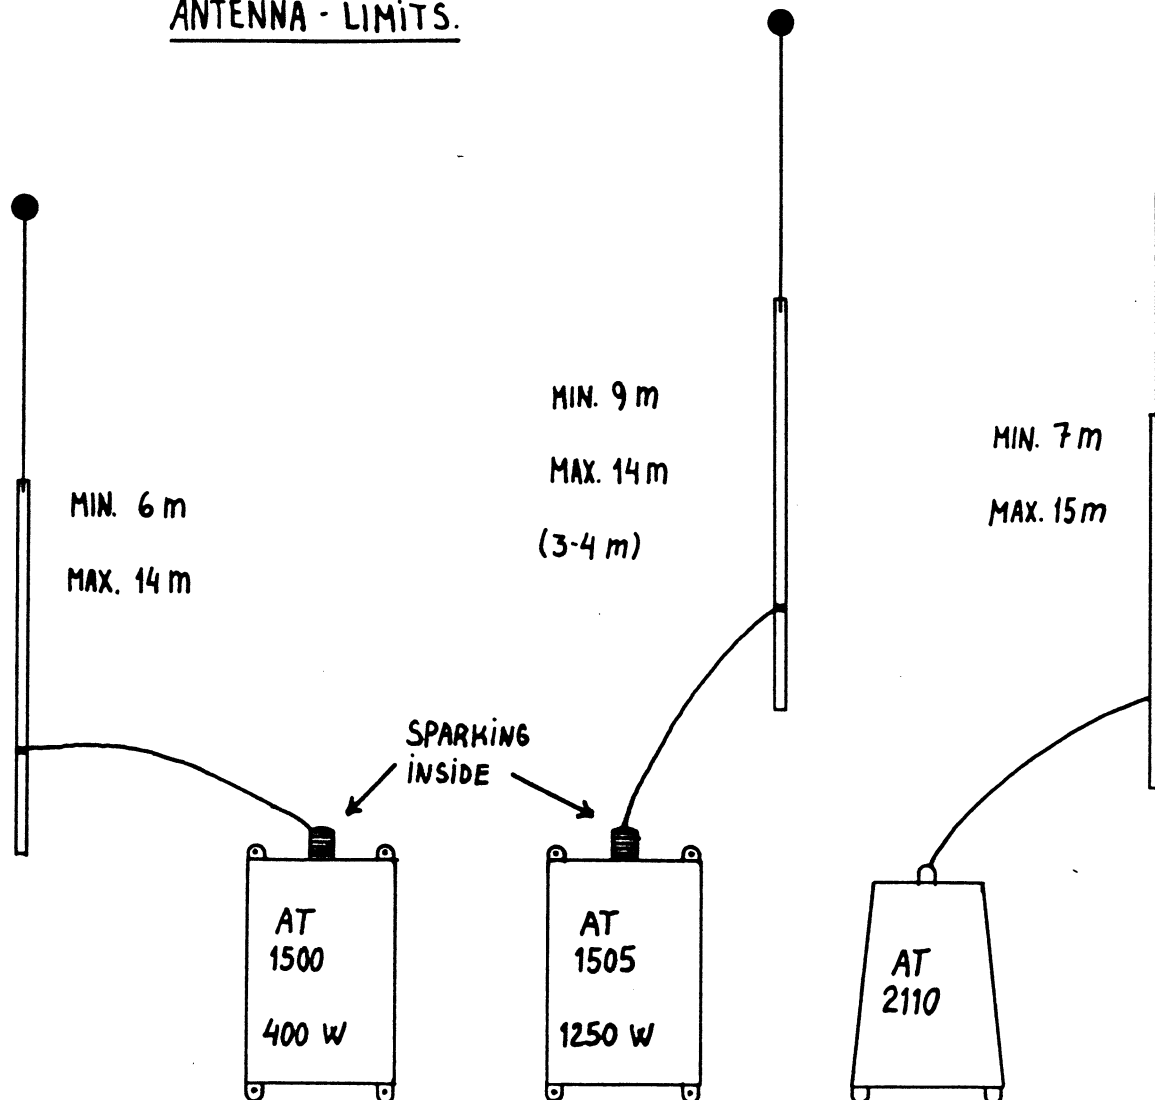 ANTENNA - LIMITS.
MIN. 6 m
MAX. 14 m
MIN. 9 m
MAX. 14 m
(3-4 m)
MIN. 7 m
MAX. 15 m
SPARKING
INSIDE
AT
1500
400 W
AT
1505
1250 W
AT
2110